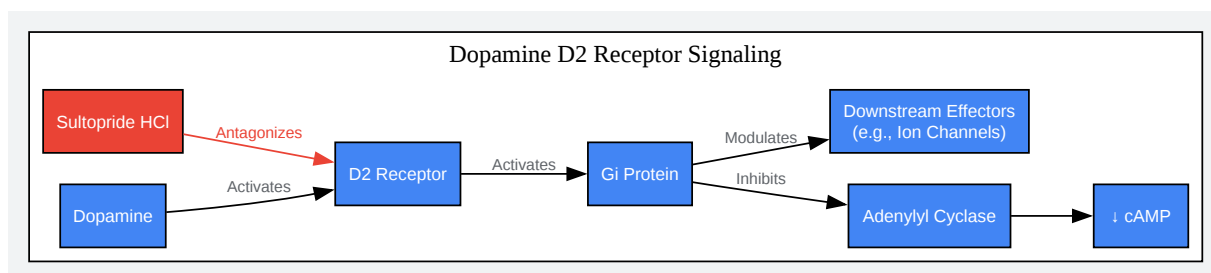 Dopamine D2 Receptor Signaling
Sultopride HCl
Antagonizes
Dopamine
Activates
D2 Receptor
Activates
Gi Protein
Modulates
Downstream Effectors
(e.g., Ion Channels)
Inhibits
Adenylyl Cyclase
↓ cAMP